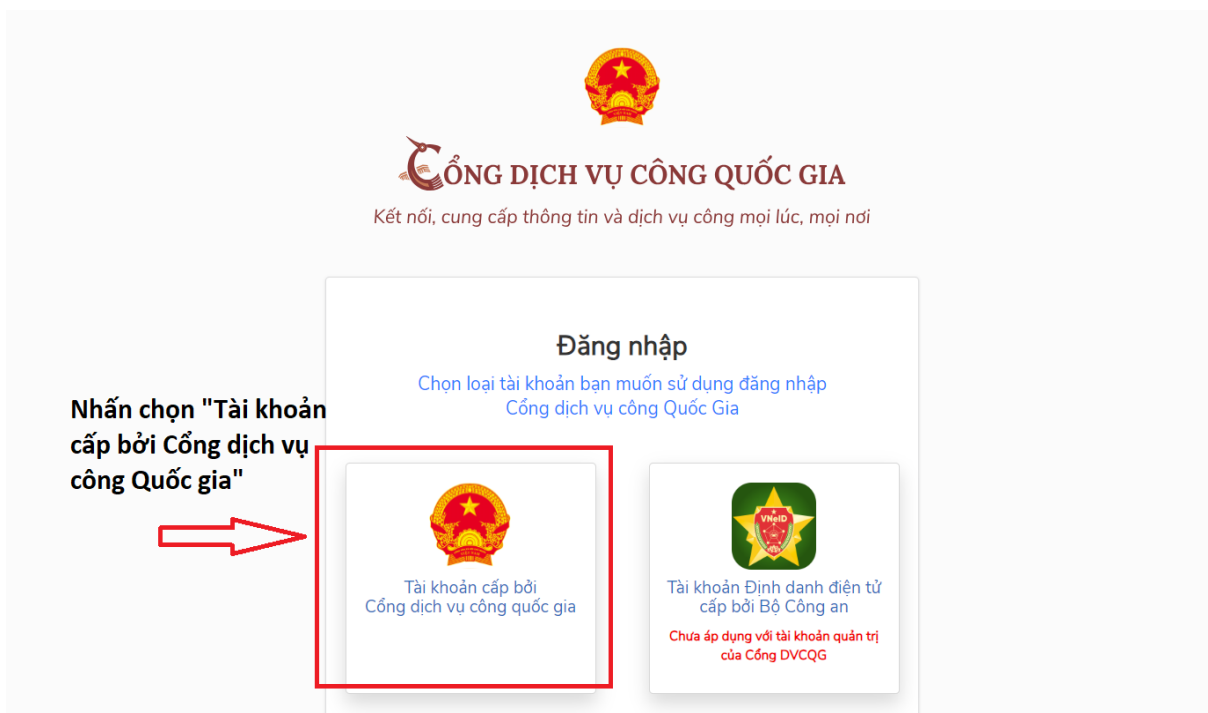 CỔNG DỊCH VỤ CÔNG QUỐC GIA
Kết nối, cung cấp thông tin và dịch vụ công mọi lúc, mọi nơi
Đăng nhập
Chọn loại tài khoản bạn muốn sử dụng đăng nhập
Cổng dịch vụ công Quốc Gia
Nhấn chọn "Tài khoản
cấp bởi Cổng dịch vụ
công Quốc gia"
Tài khoản cấp bởi
Cổng dịch vụ công quốc gia
VNeID
Tài khoản Định danh điện tử
cấp bởi Bộ Công an
Chưa áp dụng với tài khoản quản trị
của Cổng DVCQG